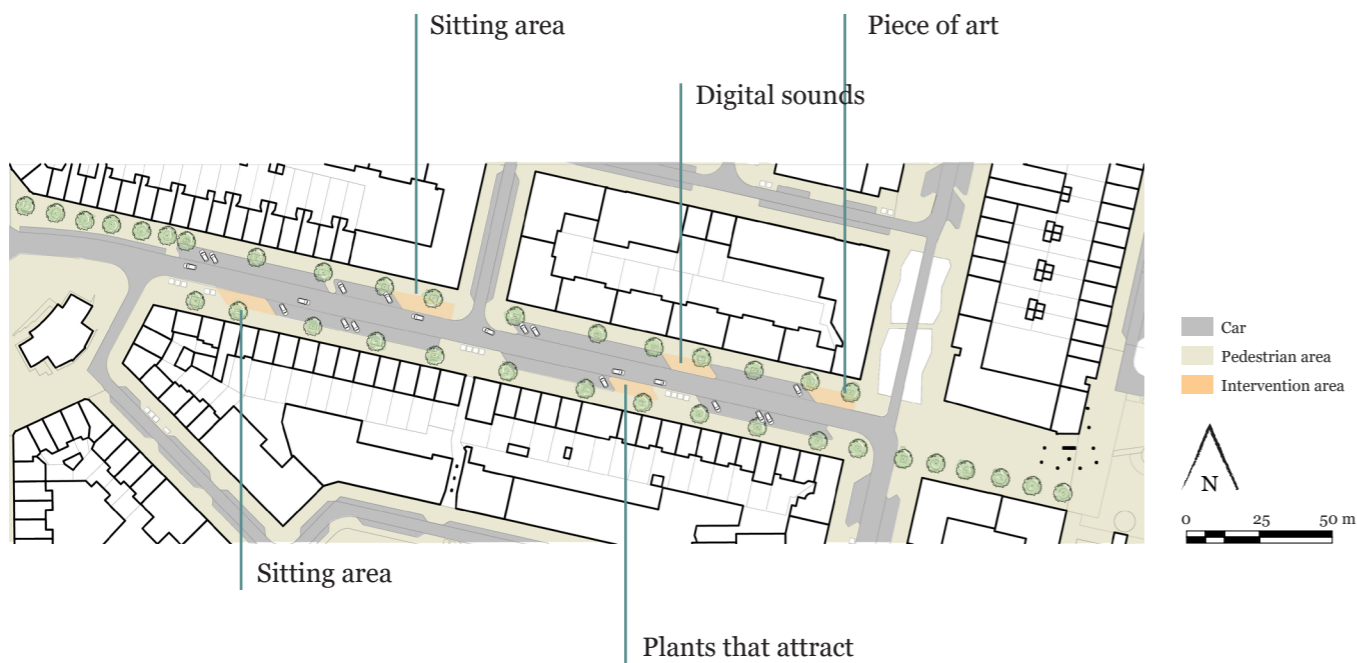 Sitting area
Piece of art
Digital sounds
Car
Pedestrian area
Intervention area
N
0 25 50 m
Sitting area
Plants that attract